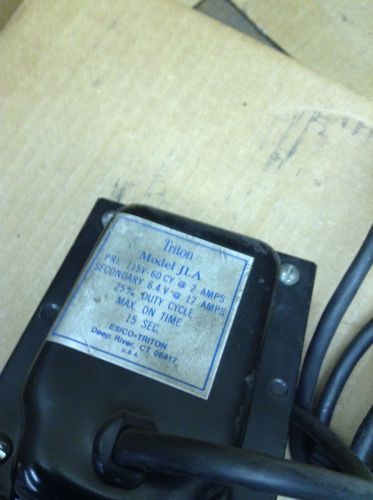 Triton
Model JLA
PRI 115V-60 CY @ 2 AMPS
SECONDARY 6.4 V @ 17 AMPS
25% DUTY CYCLE
MAX. ON TIME
15 SEC.
ESICO•TRITON
Deep River, CT 06417
U.S.A.